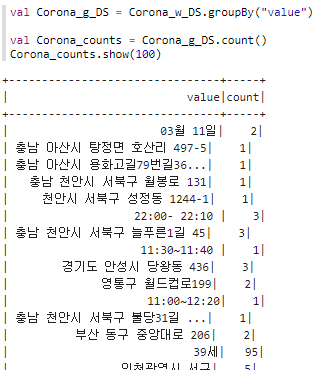 val Corona_g_DS = Corona_w_DS.groupBy("value")
val Corona_counts = Corona_g_DS.count()
Corona_counts.show(100)
+--------------------------------+-----+
| value|count|
+--------------------------------+-----+
| 03월 11일| 2|
| 충남 아산시 탕정면 호산리 497-5| 1|
| 충남 아산시 용화고길79번길36...| 1|
| 충남 천안시 서북구 월봉로 131| 1|
| 천안시 서북구 성정동 1244-1| 1|
| 22:00- 22:10 | 3|
| 충남 천안시 서북구 늘푸른1길 45| 3|
| 11:30~11:40 | 1|
| 경기도 안성시 당왕동 436| 3|
| 영통구 월드컵로199| 2|
| 11:00~12:20| 1|
| 충남 천안시 서북구 불당31길 ...| 1|
| 부산 동구 중앙대로 206| 2|
| 39세| 95|
| 인천광역시 서구| 5|